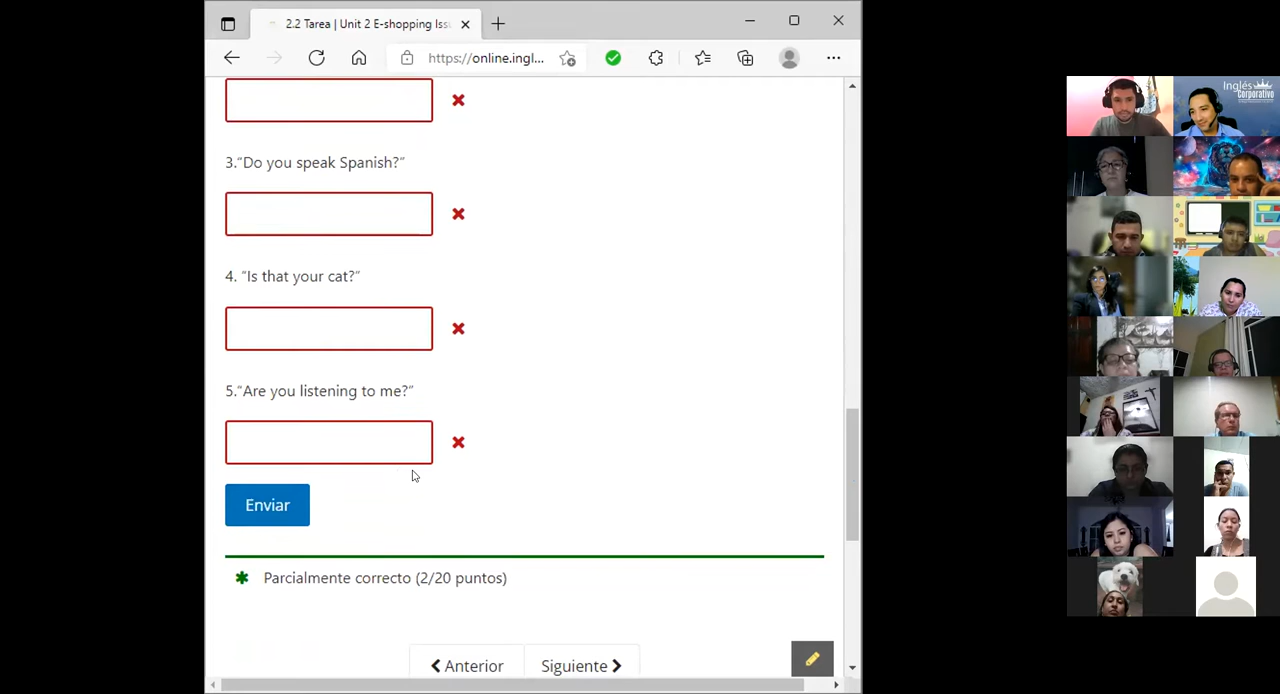 2.2 Tarea | Unit 2 E-shopping Iss
https://online.ingl...
3.“Do you speak Spanish?”
4. “Is that your cat?”
5.“Are you listening to me?”
Enviar
Parcialmente correcto (2/20 puntos)
Anterior
Siguiente
Inglés
Corporativo